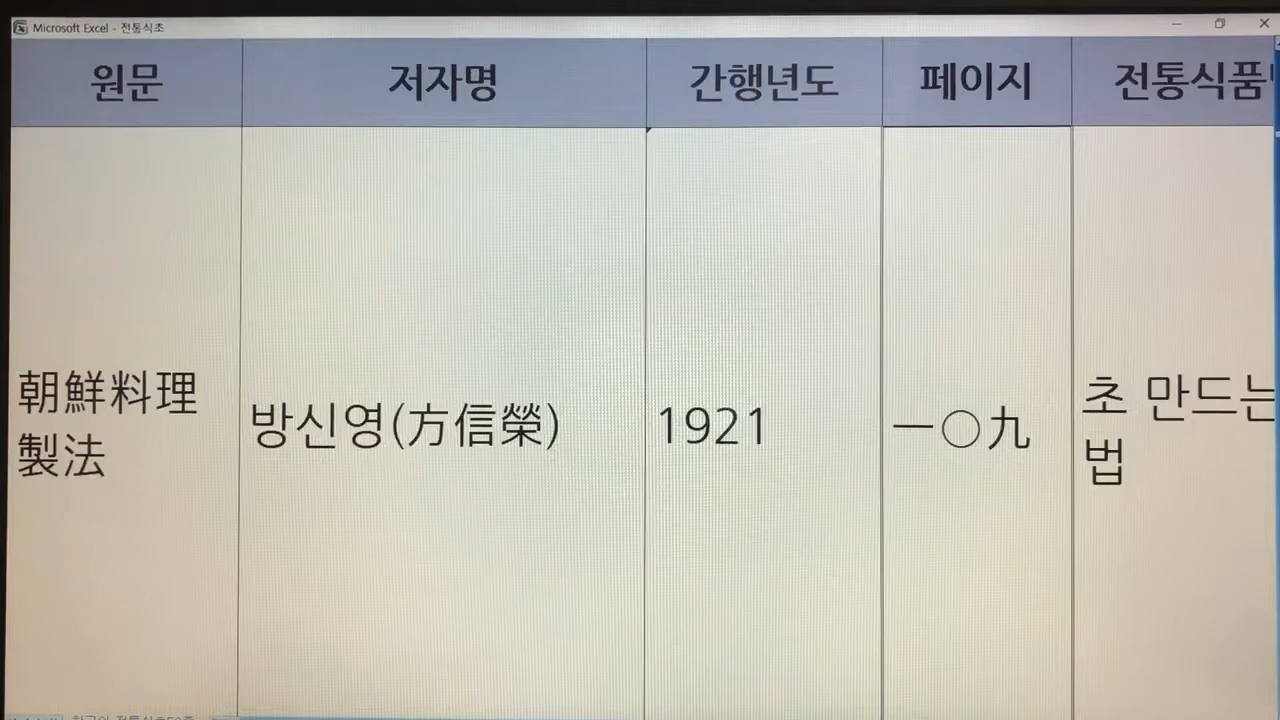 Microsoft Excel - 전통식초
원문 저자명 간행년도 페이지 전통식품
朝鮮料理
製法
방신영(方信榮)
1921
一〇九
초 만드는
법